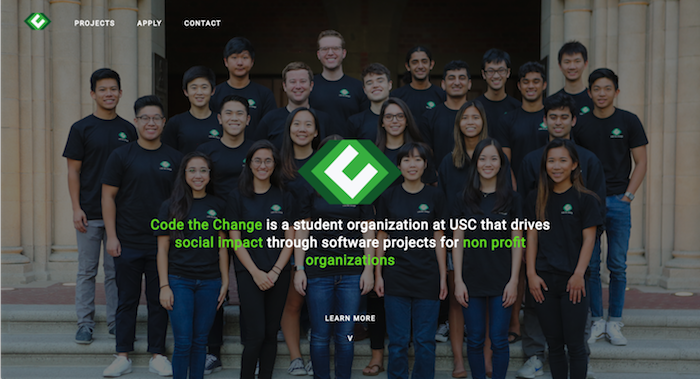 PROJECTS APPLY CONTACT
Code the Change is a student organization at USC that drives
social impact through software projects for non profit
organizations
LEARN MORE
V